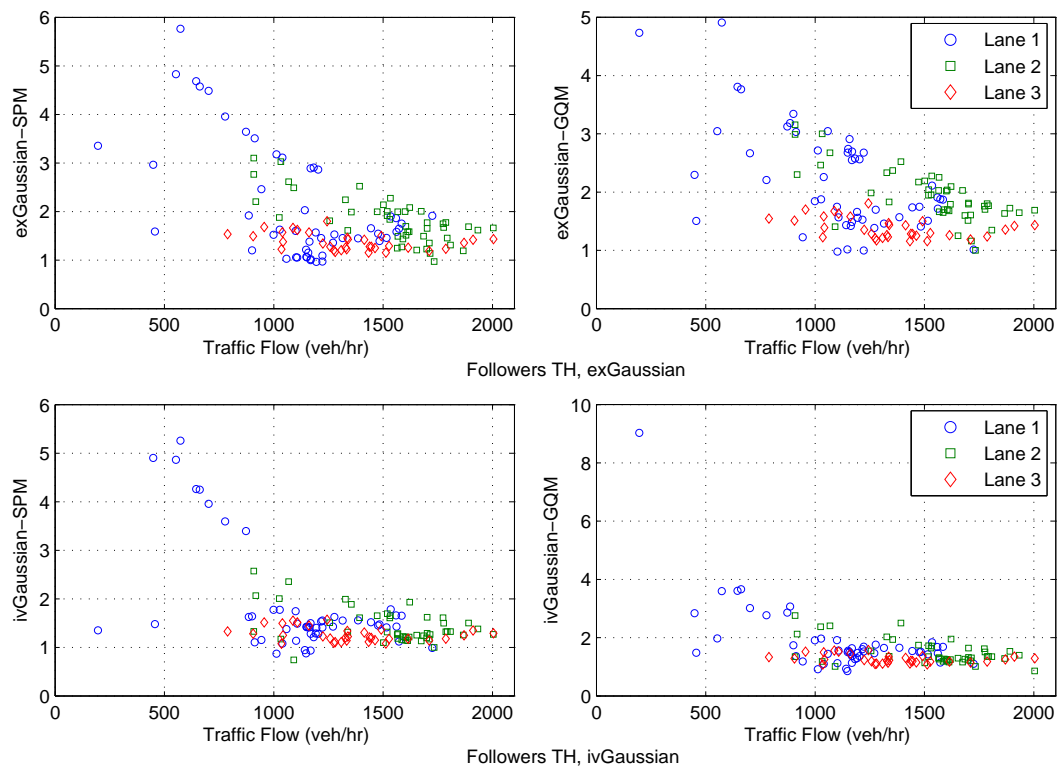 6
5
4
3
2
1
0
exGaussian−SPM
0 500 1000 1500 2000
Traffic Flow (veh/hr)
5
4
3
2
1
0
exGaussian−GQM
Lane 1
Lane 2
Lane 3
0 500 1000 1500 2000
Traffic Flow (veh/hr)
Followers TH, exGaussian
6
5
4
3
2
1
0
ivGaussian−SPM
0 500 1000 1500 2000
Traffic Flow (veh/hr)
10
8
6
4
2
0
ivGaussian−GQM
Lane 1
Lane 2
Lane 3
0 500 1000 1500 2000
Traffic Flow (veh/hr)
Followers TH, ivGaussian